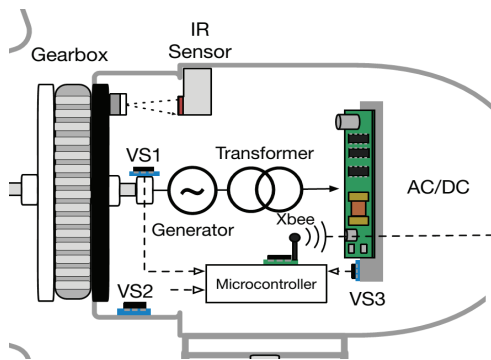 IR
Sensor
Gearbox
VS1
Transformer
AC/DC
Generator
Xbee
Microcontroller
VS2
VS3